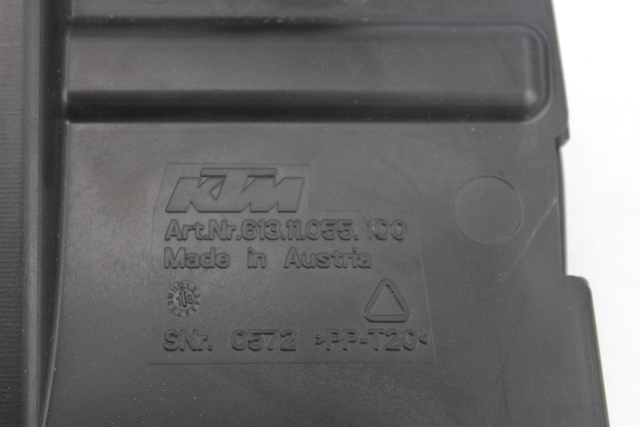 KTM
Art.Nr.613.11.055.100
Made in Austria
SNr. 0572 >PP-T20<